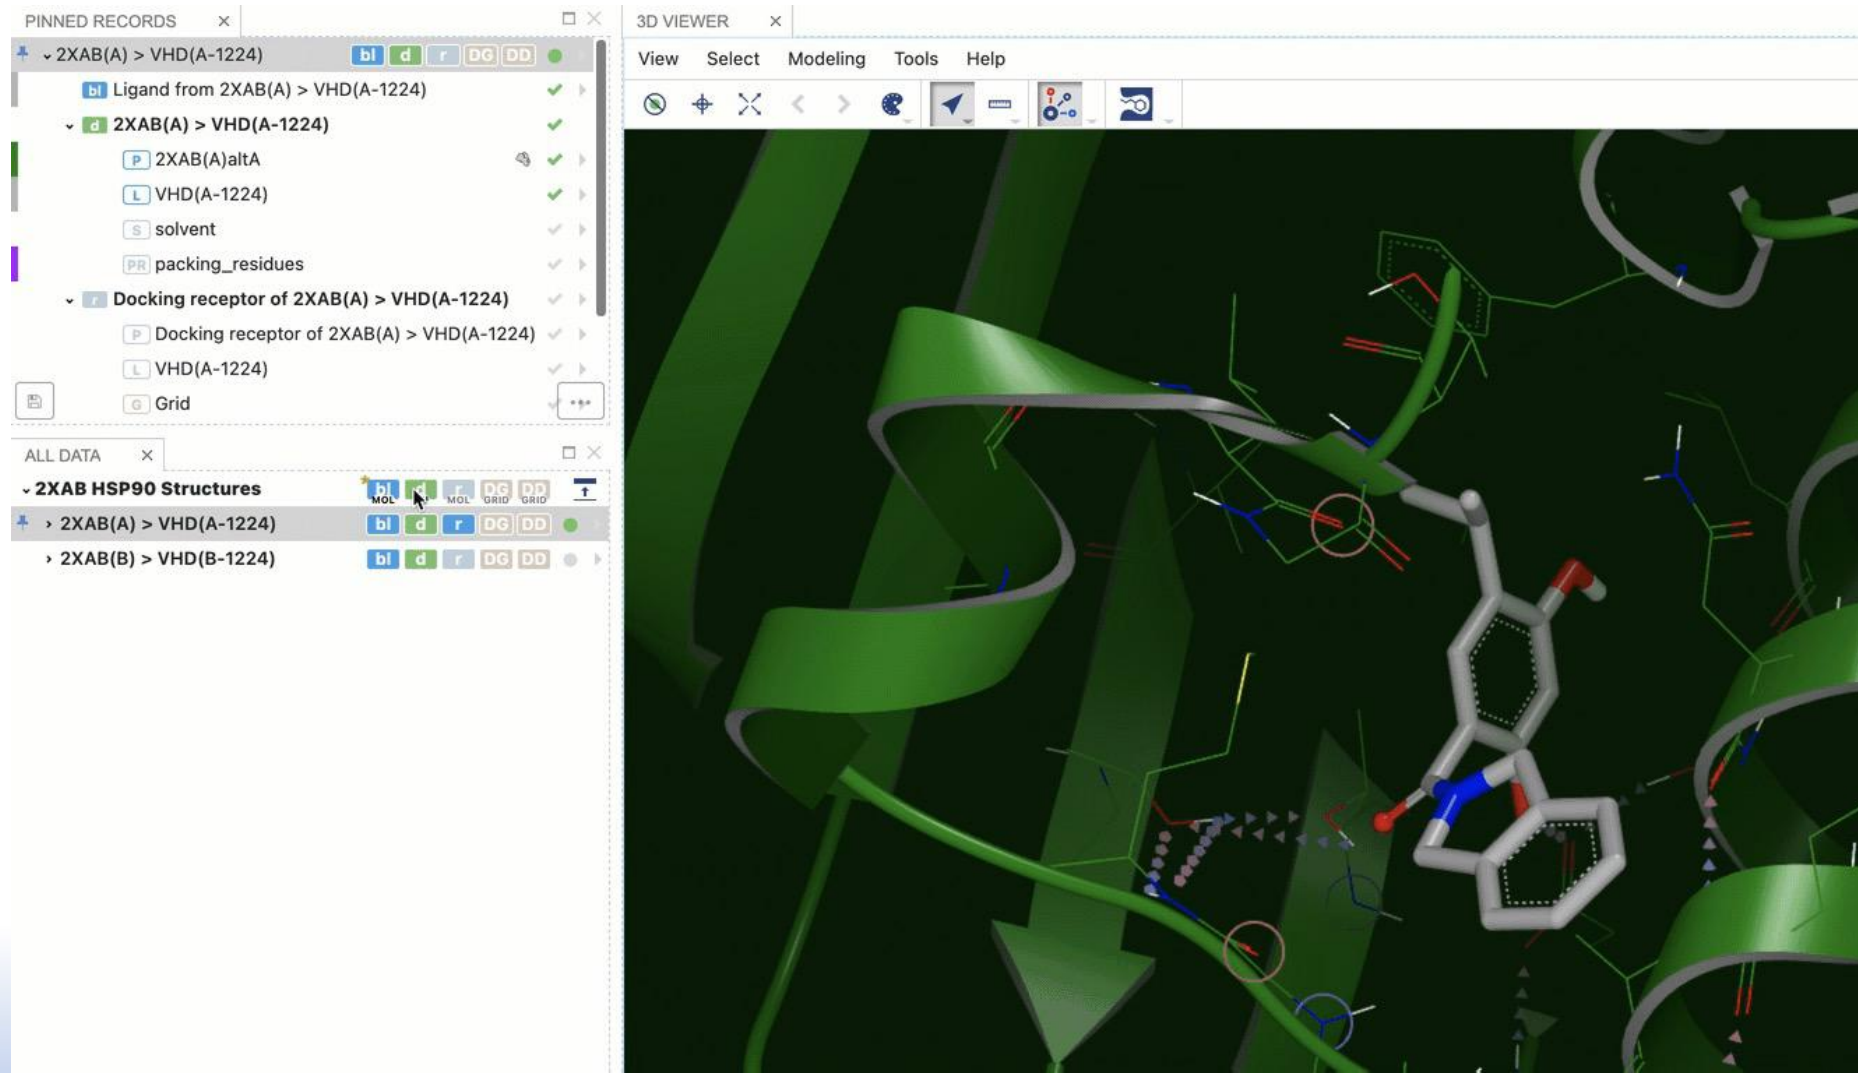 PINNED RECORDS
2XAB(A) > VHD(A-1224) bl d r DG DD
bl Ligand from 2XAB(A) > VHD(A-1224)
d 2XAB(A) > VHD(A-1224)
P 2XAB(A)altA
L VHD(A-1224)
S solvent
PR packing_residues
r Docking receptor of 2XAB(A) > VHD(A-1224)
P Docking receptor of 2XAB(A) > VHD(A-1224)
L VHD(A-1224)
G Grid
ALL DATA
2XAB HSP90 Structures bl d r DG DD
MOL MOL GRID GRID
2XAB(A) > VHD(A-1224) bl d r DG DD
2XAB(B) > VHD(B-1224) bl d r DG DD
3D VIEWER
View Select Modeling Tools Help